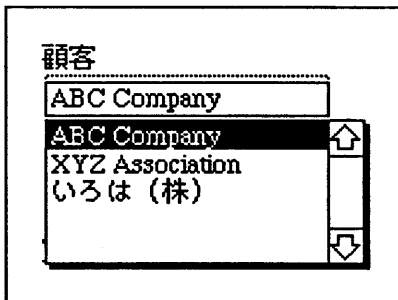 顧客
ABC Company
ABC Company
XYZ Association
いろは（株）